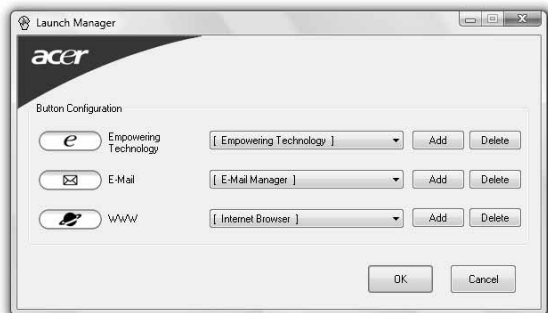 Launch Manager
acer
Button Configuration
e Empowering Technology [ Empowering Technology ] Add Delete
E-Mail [ E-Mail Manager ] Add Delete
WWW [ Internet Browser ] Add Delete
OK Cancel